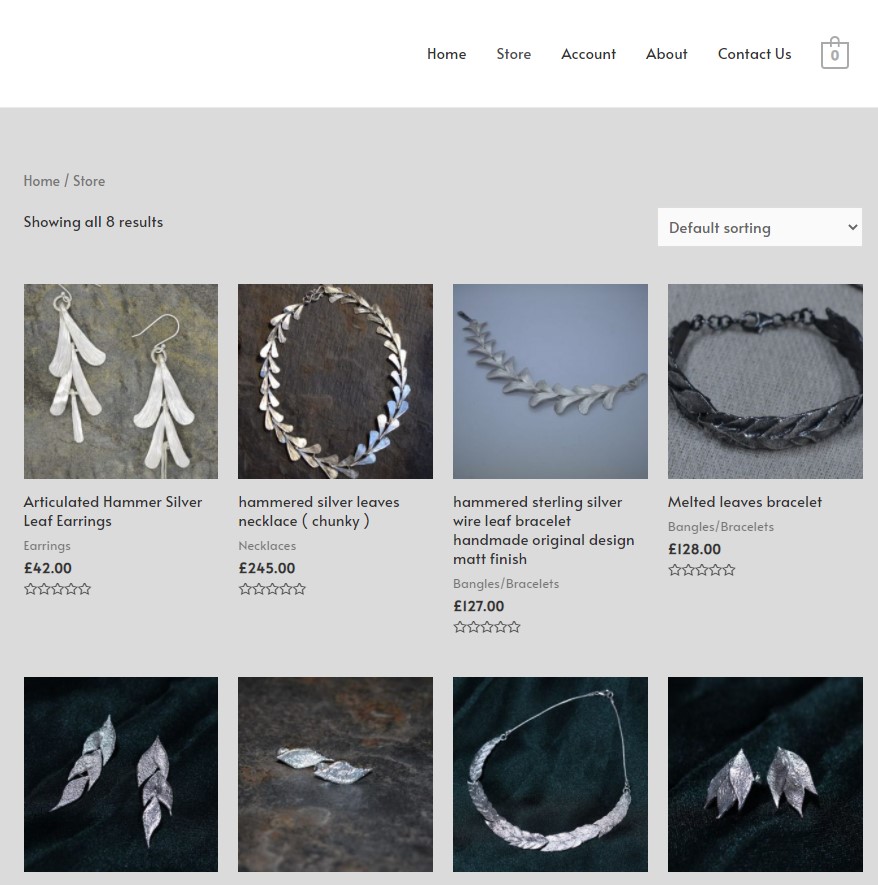 Home Store Account About Contact Us 0
Home / Store
Showing all 8 results
Default sorting
Articulated Hammer Silver
Leaf Earrings
Earrings
£42.00
hammered silver leaves
necklace ( chunky )
Necklaces
£245.00
hammered sterling silver
wire leaf bracelet
handmade original design
matt finish
Bangles/Bracelets
£127.00
Melted leaves bracelet
Bangles/Bracelets
£128.00